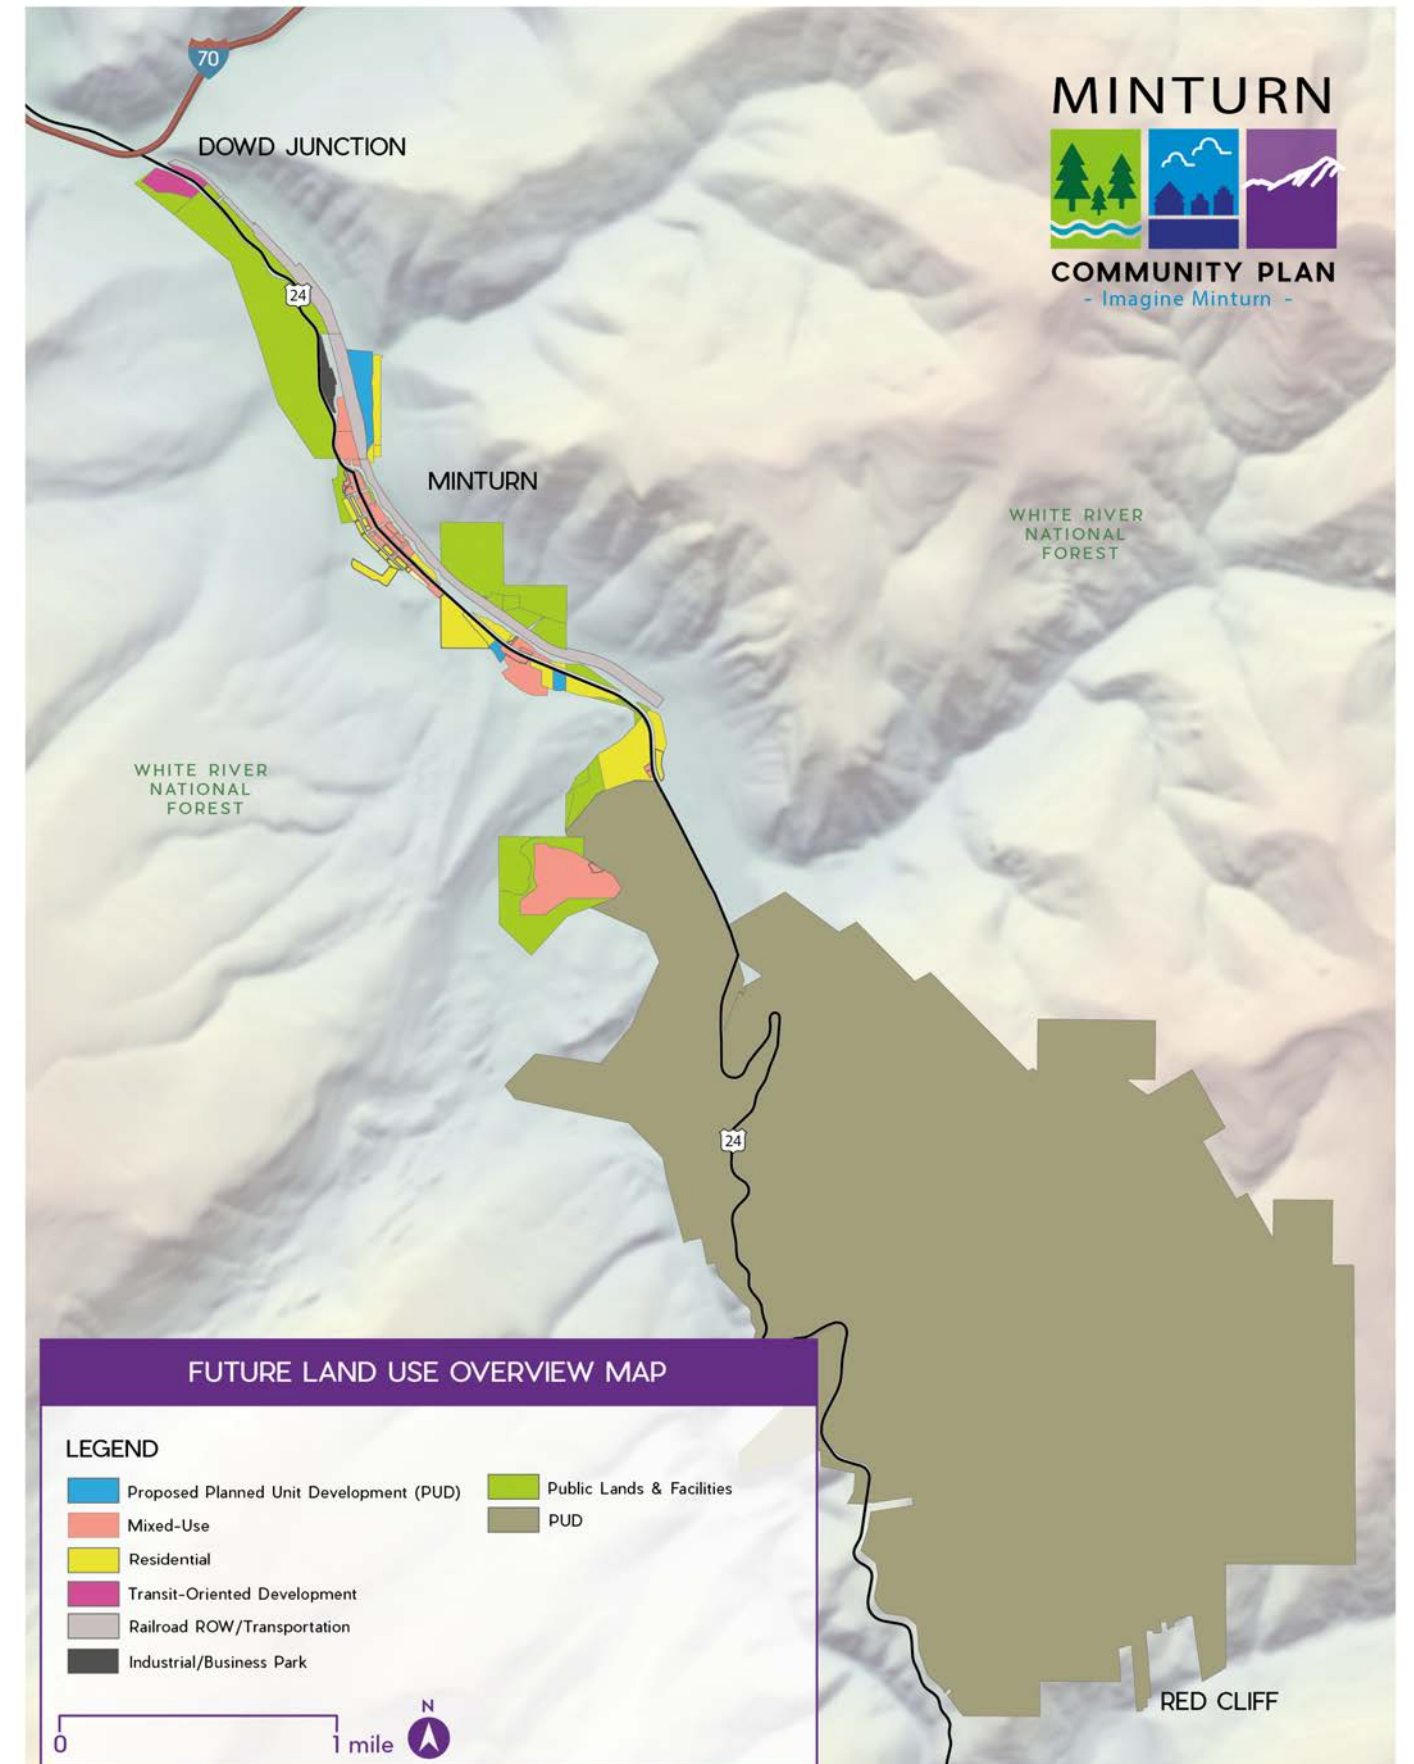 70
DOWD JUNCTION
MINTURN
COMMUNITY PLAN
- Imagine Minturn -
24
MINTURN
WHITE RIVER
NATIONAL
FOREST
WHITE RIVER
NATIONAL
FOREST
24
FUTURE LAND USE OVERVIEW MAP
LEGEND
Proposed Planned Unit Development (PUD)
Mixed-Use
Residential
Transit-Oriented Development
Railroad ROW/Transportation
Industrial/Business Park
Public Lands & Facilities
PUD
0
1 mile
N
RED CLIFF